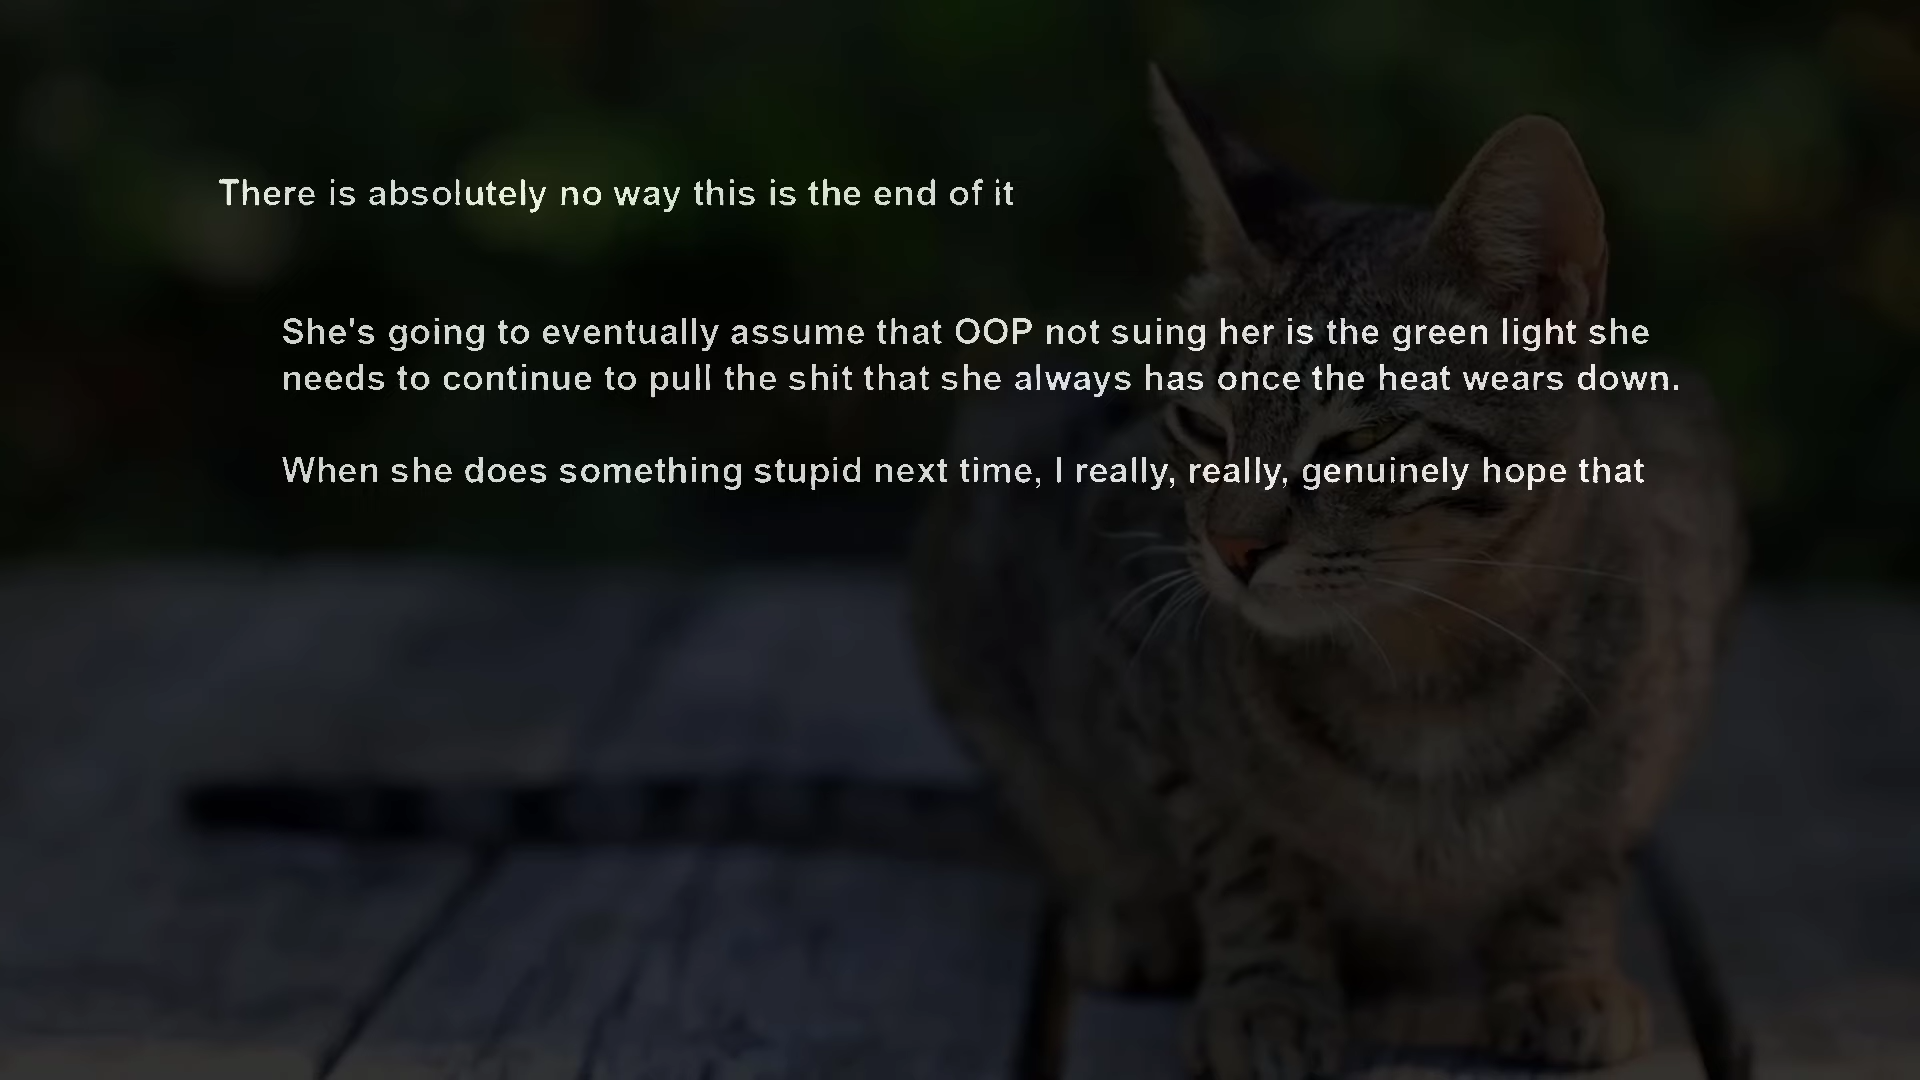 There is absolutely no way this is the end of it
She's going to eventually assume that OOP not suing her is the green light she
needs to continue to pull the shit that she always has once the heat wears down.
When she does something stupid next time, I really, really, genuinely hope that